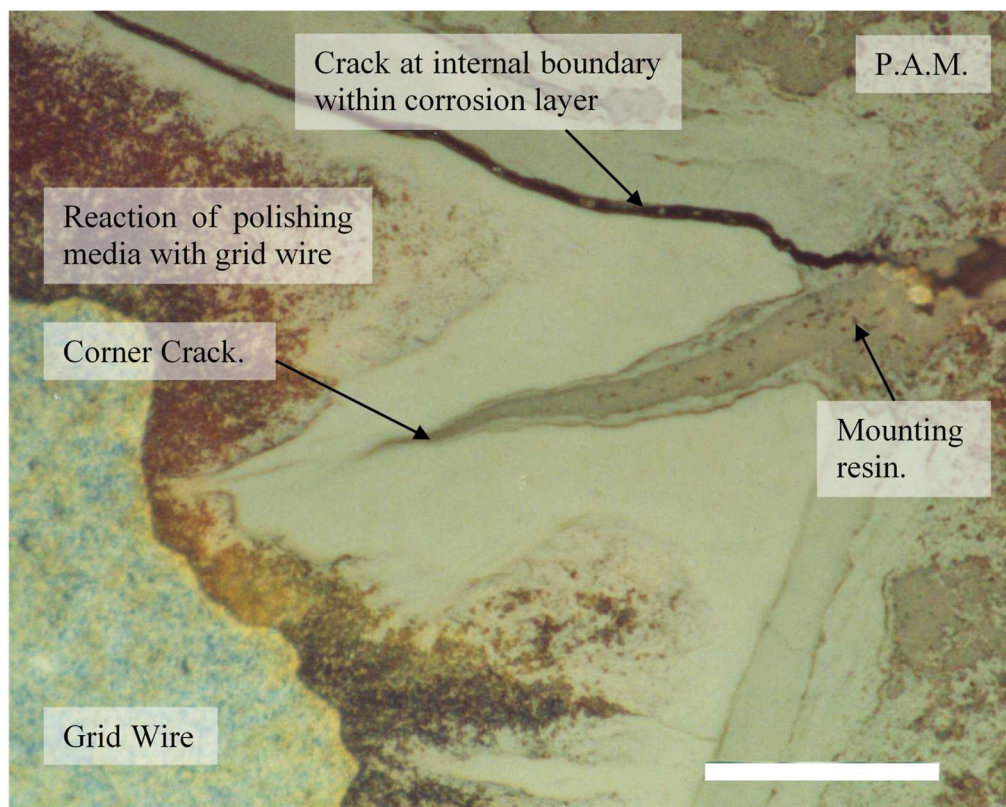 Crack at internal boundary
within corrosion layer
P.A.M.
Reaction of polishing
media with grid wire
Corner Crack.
Mounting
resin.
Grid Wire